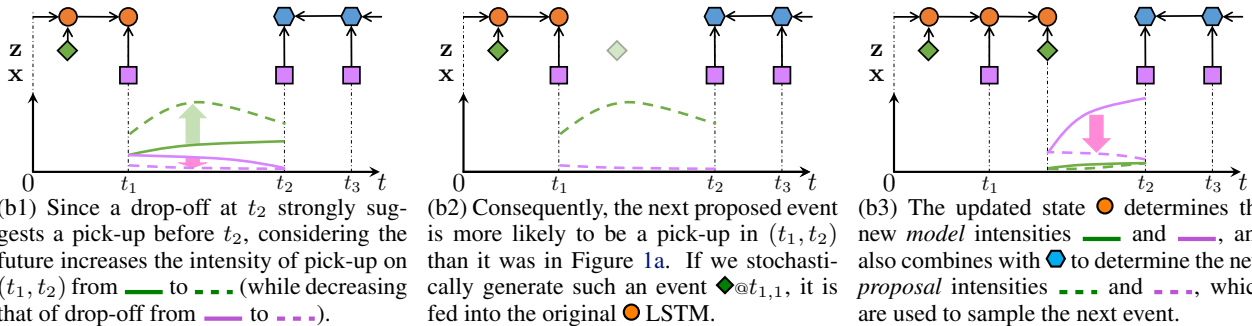 z
x
0 t₁ t₂ t₃ t
(b1) Since a drop-off at t₂ strongly sug-
gests a pick-up before t₂, considering the
future increases the intensity of pick-up on
(t₁, t₂) from to (while decreasing
that of drop-off from to ).
z
x
0 t₁ t₂ t₃ t
(b2) Consequently, the next proposed event
is more likely to be a pick-up in (t₁, t₂)
than it was in Figure 1a. If we stochasti-
cally generate such an event @t₁,₁, it is
fed into the original LSTM.
z
x
0 t₁ t₂ t₃ t
(b3) The updated state determines th
new model intensities and , an
also combines with to determine the ne
proposal intensities and , whic
are used to sample the next event.